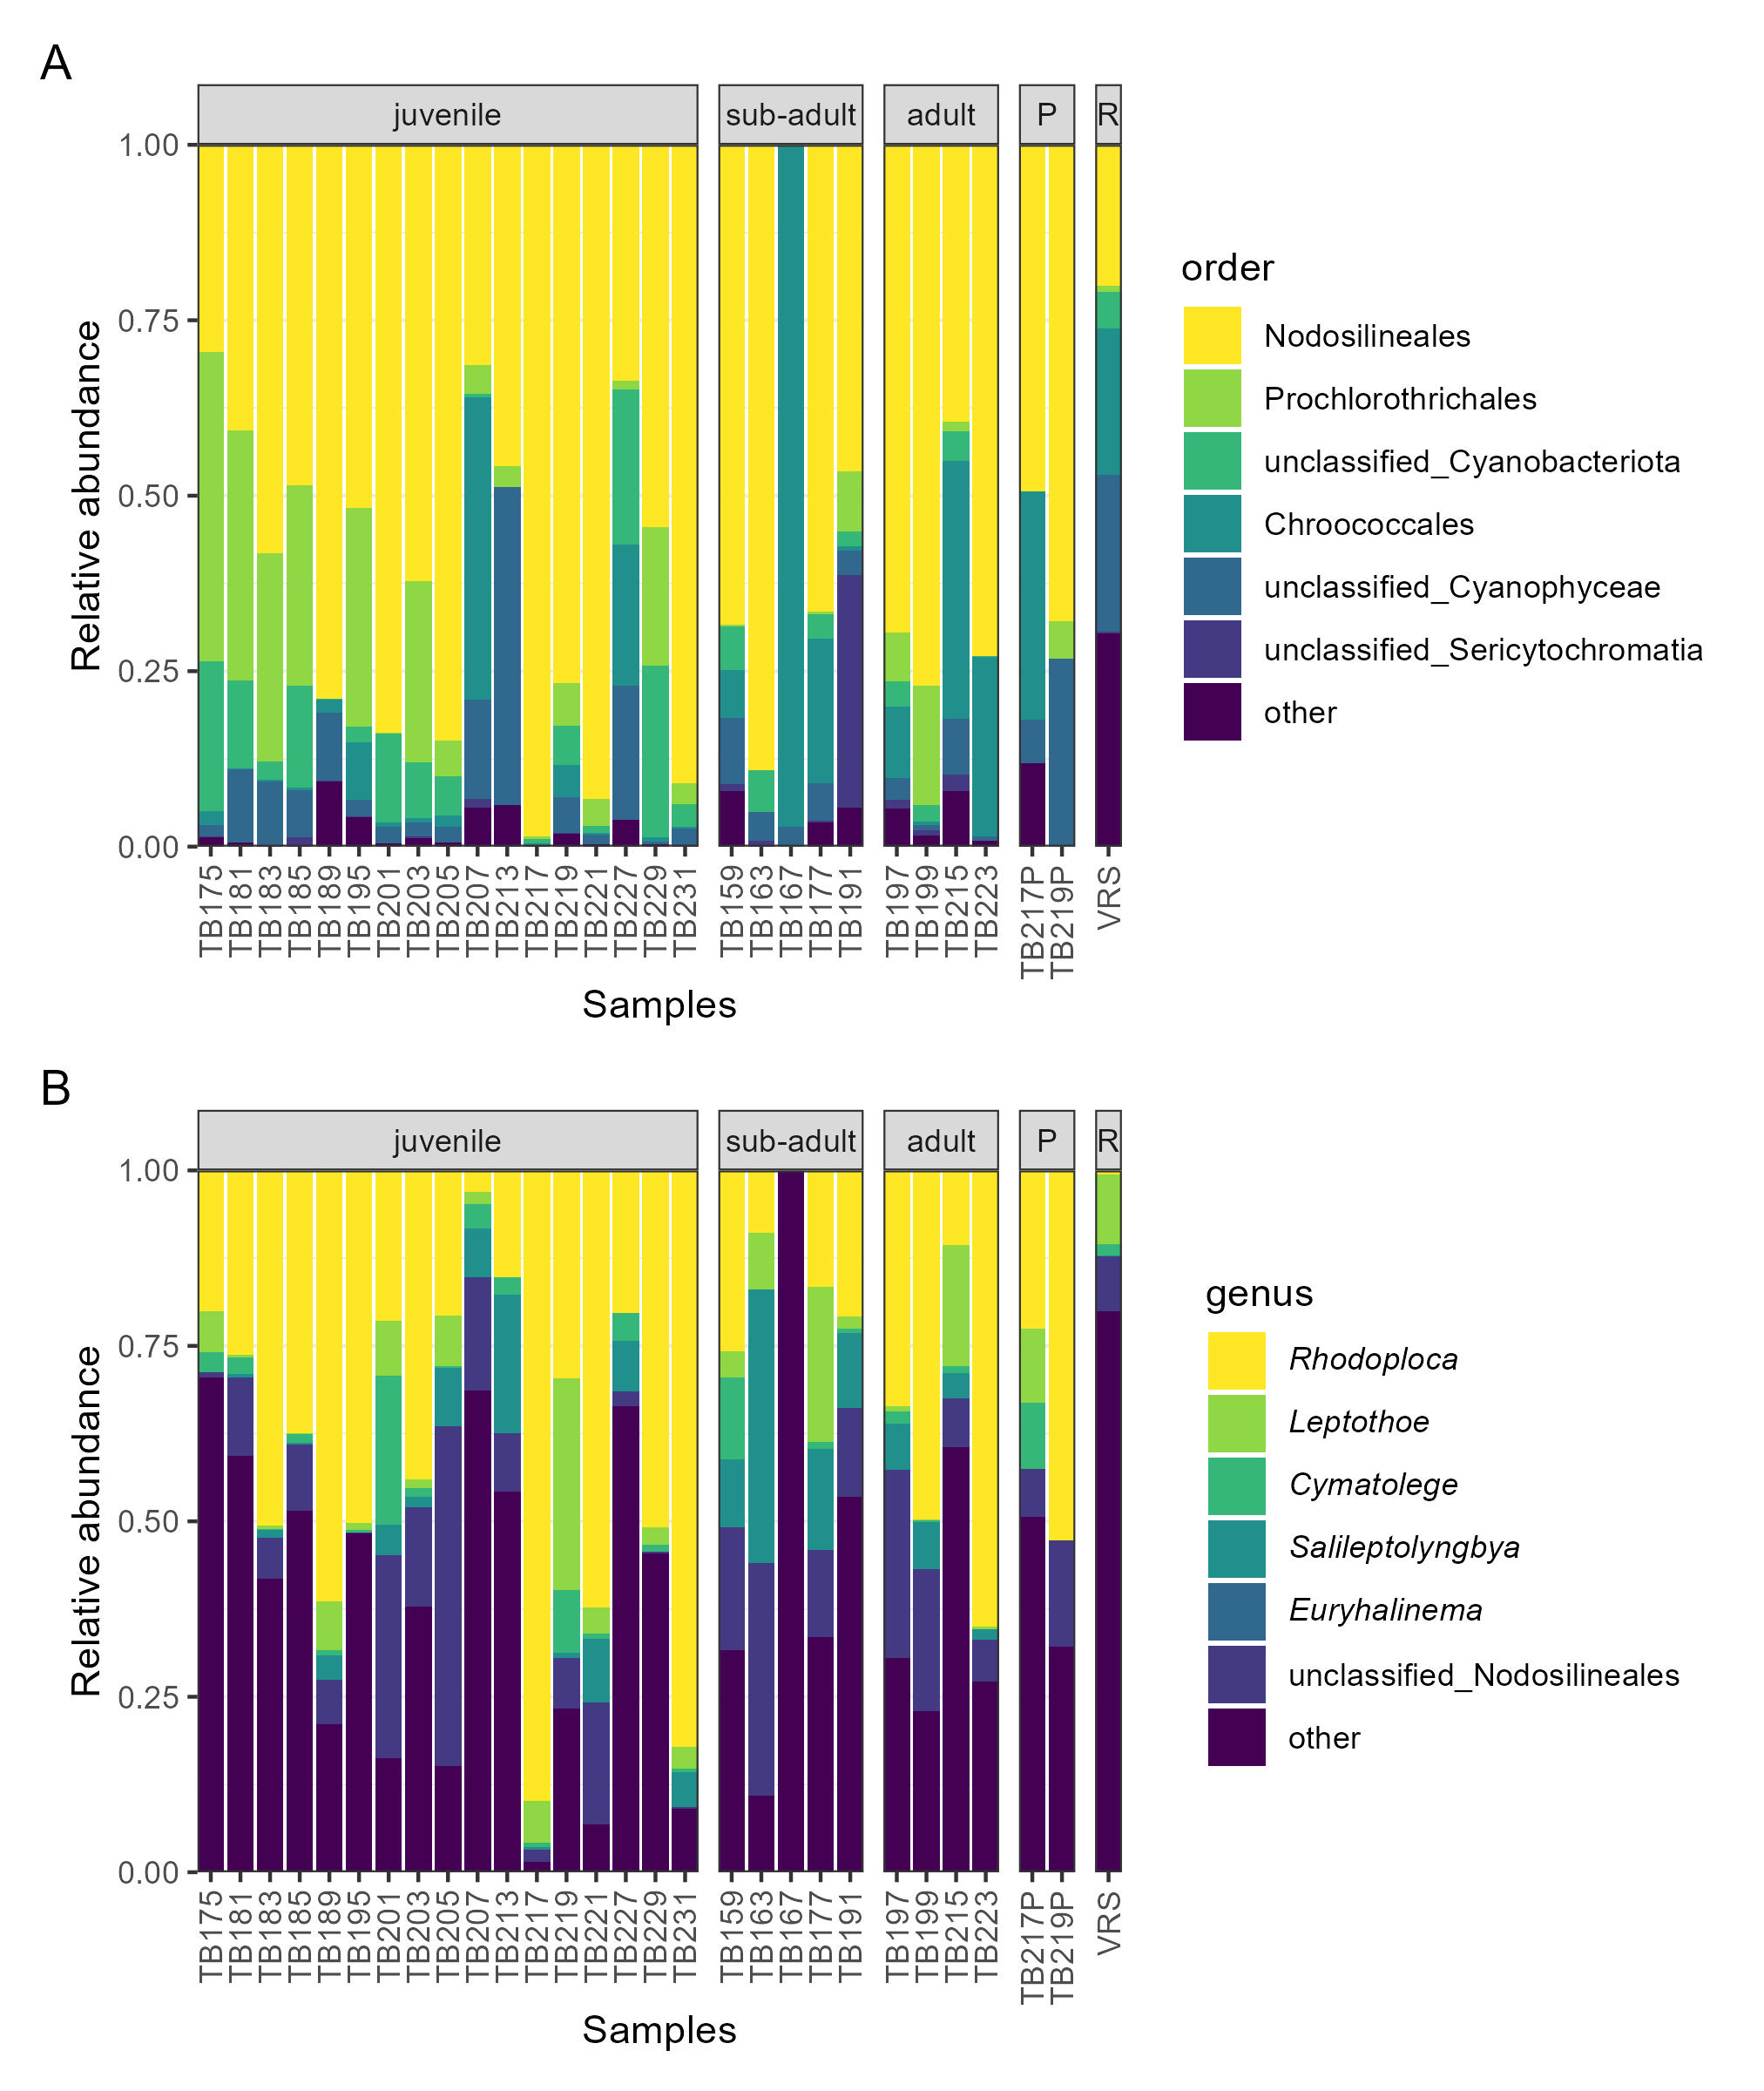 A
juvenile sub-adult adult P R
1.00
0.75
0.50
0.25
0.00
Relative abundance
TB175 TB181 TB183 TB185 TB189 TB195 TB201 TB203 TB205 TB207 TB213 TB217 TB219 TB221 TB227 TB229 TB231 TB159 TB163 TB167 TB177 TB191 TB197 TB199 TB215 TB223 TB217P TB219P VRS
Samples
order
Nodosilineales
Prochlorothrichales
unclassified_Cyanobacteriota
Chroococcales
unclassified_Cyanophyceae
unclassified_Sericytochromatia
other
B
juvenile sub-adult adult P R
1.00
0.75
0.50
0.25
0.00
Relative abundance
TB175 TB181 TB183 TB185 TB189 TB195 TB201 TB203 TB205 TB207 TB213 TB217 TB219 TB221 TB227 TB229 TB231 TB159 TB163 TB167 TB177 TB191 TB197 TB199 TB215 TB223 TB217P TB219P VRS
Samples
genus
Rhodoploca
Leptothoe
Cymatolege
Salileptolyngbya
Euryhalinema
unclassified_Nodosilineales
other